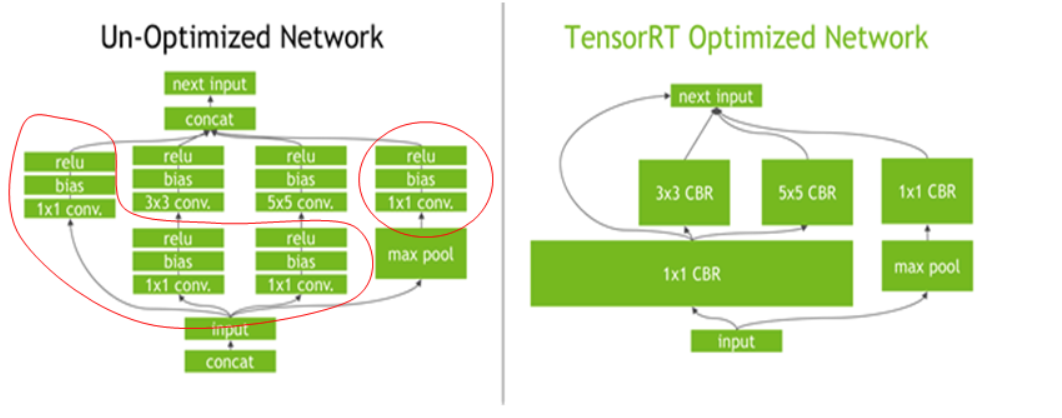 Un-Optimized Network
next input
concat
relu
bias
1x1 conv.
relu
bias
3x3 conv.
relu
bias
5x5 conv.
relu
bias
1x1 conv.
relu
bias
1x1 conv.
relu
bias
1x1 conv.
max pool
input
concat
TensorRT Optimized Network
next input
3x3 CBR
5x5 CBR
1x1 CBR
1x1 CBR
max pool
input